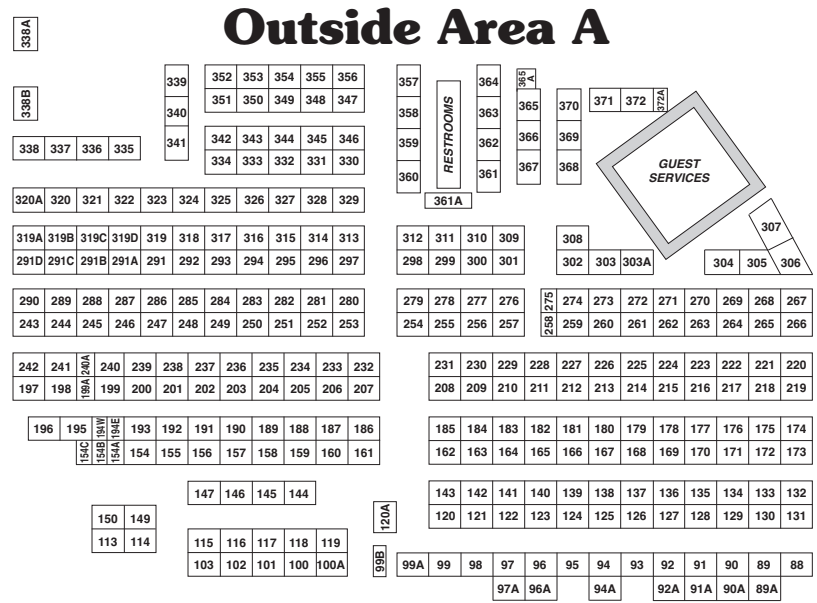 Outside Area A
338A
339 352 353 354 355 356 357 364 365A
338B 340 351 350 349 348 347 358 RESTROOMS 363 365 370 371 372 372A
341 342 343 344 345 346 359 362 366 369
338 337 336 335 334 333 332 331 330 360 361 367 368 GUEST
SERVICES
320A 320 321 322 323 324 325 326 327 328 329 361A
307
319A 319B 319C 319D 319 318 317 316 315 314 313 312 311 310 309 308
291D 291C 291B 291A 291 292 293 294 295 296 297 298 299 300 301 302 303 303A 304 305 306
290 289 288 287 286 285 284 283 282 281 280 279 278 277 276 275 274 273 272 271 270 269 268 267
243 244 245 246 247 248 249 250 251 252 253 254 255 256 257 258 259 260 261 262 263 264 265 266
242 241 240A 240 239 238 237 236 235 234 233 232 231 230 229 228 227 226 225 224 223 222 221 220
197 198 199A 199 200 201 202 203 204 205 206 207 208 209 210 211 212 213 214 215 216 217 218 219
196 195 194W 194E 193 192 191 190 189 188 187 186 185 184 183 182 181 180 179 178 177 176 175 174
154C 154B 154A 154 155 156 157 158 159 160 161 162 163 164 165 166 167 168 169 170 171 172 173
147 146 145 144 143 142 141 140 139 138 137 136 135 134 133 132
150 149 120A 120 121 122 123 124 125 126 127 128 129 130 131
113 114 115 116 117 118 119
103 102 101 100 100A 99B 99A 99 98 97 96 95 94 93 92 91 90 89 88
97A 96A 94A 92A 91A 90A 89A